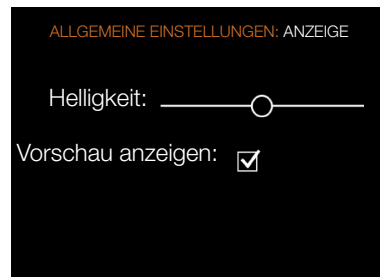 ALLGEMEINE EINSTELLUNGEN: ANZEIGE
Helligkeit:
Vorschau anzeigen: